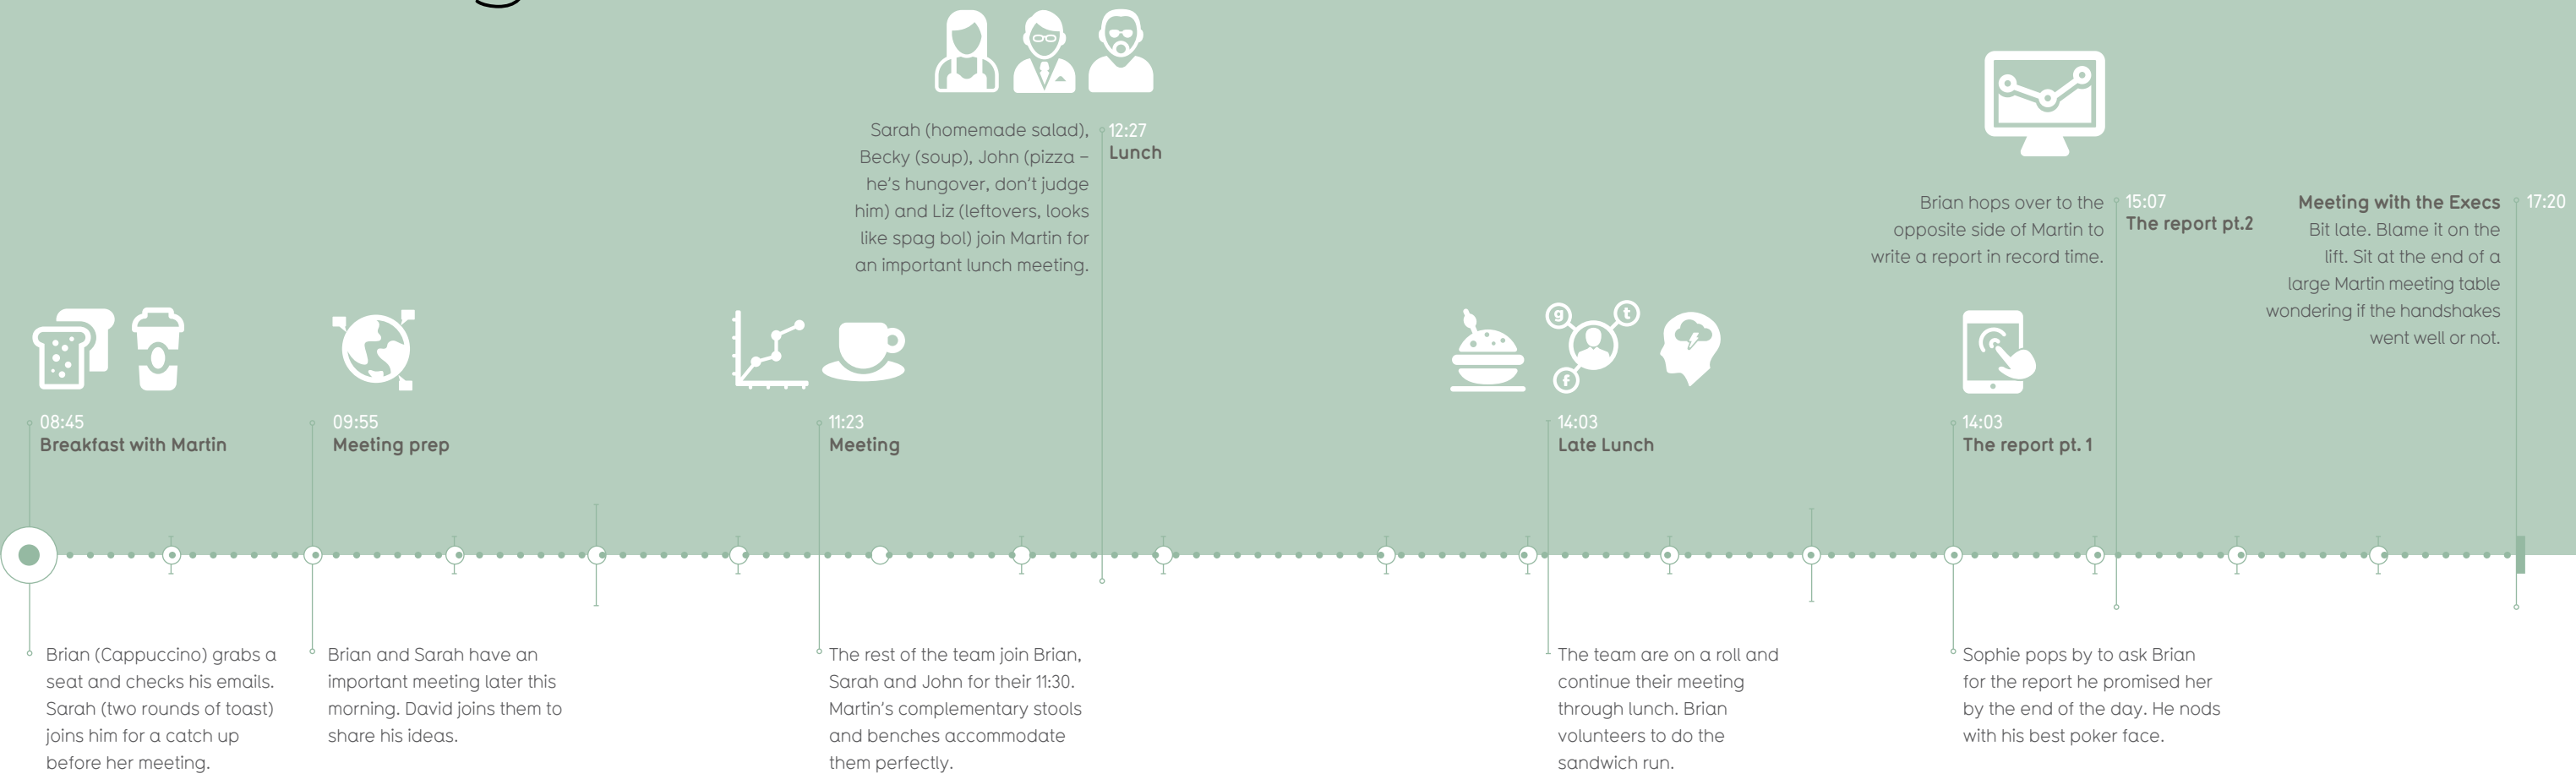 08:45
Breakfast with Martin
Brian (Cappuccino) grabs a
seat and checks his emails.
Sarah (two rounds of toast)
joins him for a catch up
before her meeting.
09:55
Meeting prep
Brian and Sarah have an
important meeting later this
morning. David joins them to
share his ideas.
11:23
Meeting
The rest of the team join Brian,
Sarah and John for their 11:30.
Martin's complementary stools
and benches accommodate
them perfectly.
12:27
Lunch
Sarah (homemade salad),
Becky (soup), John (pizza –
he's hungover, don't judge
him) and Liz (leftovers, looks
like spag bol) join Martin for
an important lunch meeting.
g
t
f
14:03
Late Lunch
The team are on a roll and
continue their meeting
through lunch. Brian
volunteers to do the
sandwich run.
14:03
The report pt. 1
Sophie pops by to ask Brian
for the report he promised her
by the end of the day. He nods
with his best poker face.
15:07
The report pt.2
Brian hops over to the
opposite side of Martin to
write a report in record time.
17:20
Meeting with the Execs
Bit late. Blame it on the
lift. Sit at the end of a
large Martin meeting table
wondering if the handshakes
went well or not.